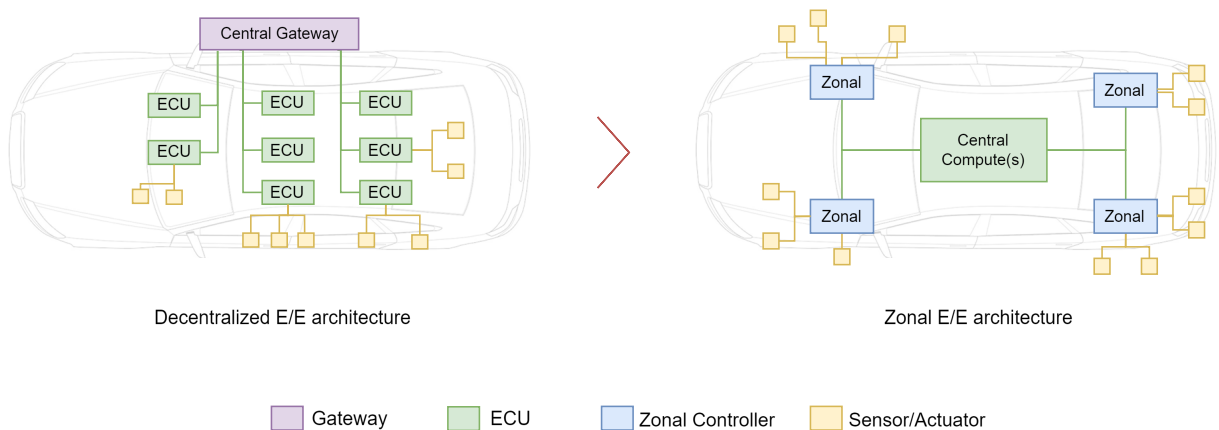 Central Gateway
ECU
ECU
ECU
ECU
ECU
ECU
ECU
ECU
Decentralized E/E architecture
Zonal
Zonal
Central
Compute(s)
Zonal
Zonal
Zonal E/E architecture
Gateway
ECU
Zonal Controller
Sensor/Actuator